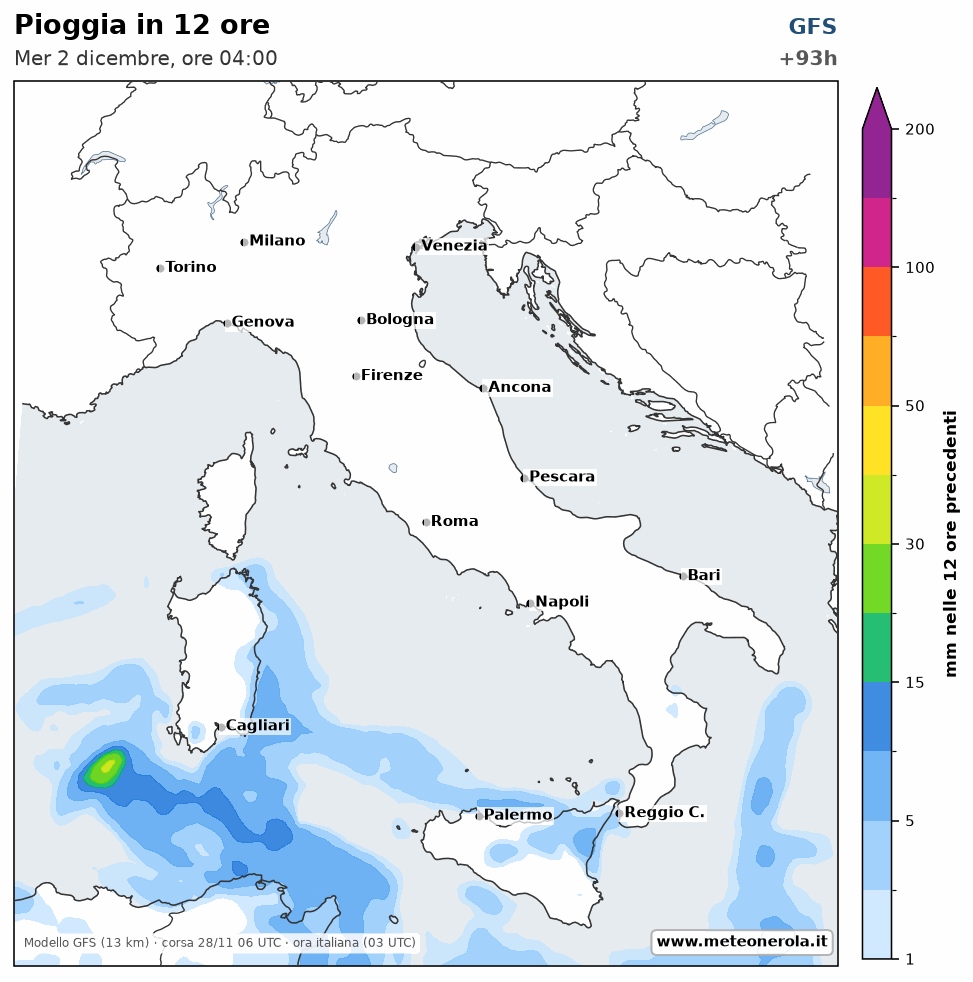 Pioggia in 12 ore
GFS
Mer 2 dicembre, ore 04:00
+93h
200
Milano
Venezia
Torino
100
Genova
Bologna
Firenze
Ancona
50
Pescara
Roma
30
Bari
Napoli
15
Cagliari
Palermo
Reggio C.
5
mm nelle 12 ore precedenti
Modello GFS (13 km) · corsa 28/11 06 UTC · ora italiana (03 UTC)
www.meteonerola.it
1